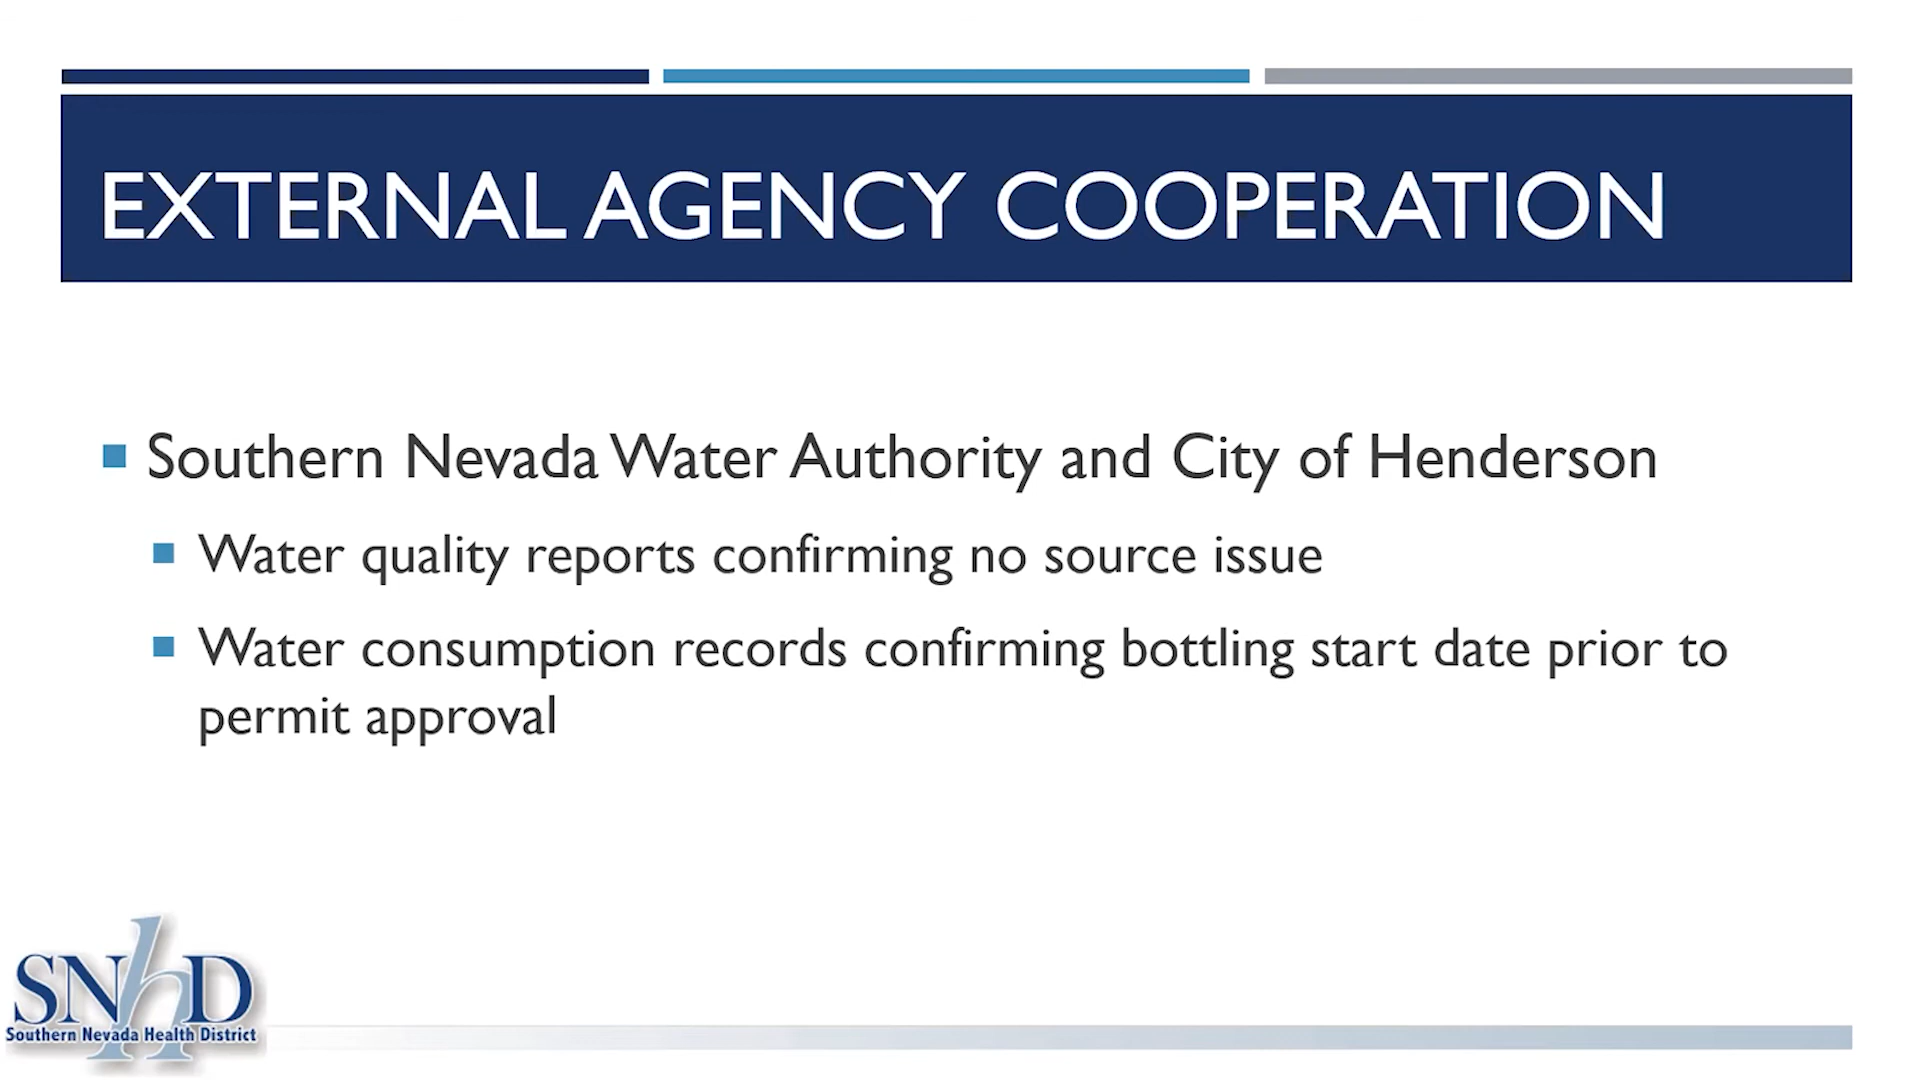 EXTERNAL AGENCY COOPERATION
Southern Nevada Water Authority and City of Henderson
Water quality reports confirming no source issue
Water consumption records confirming bottling start date prior to
permit approval
SNhD
Southern Nevada Health District